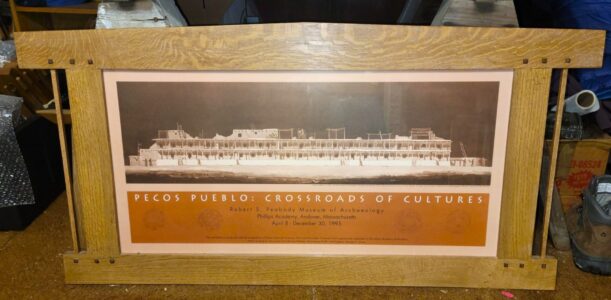 PECOS PUEBLO: CROSSROADS OF CULTURES
Robert S. Peabody Museum of Archaeology
Phillips Academy, Andover, Massachusetts
April 8 - December 30, 1995